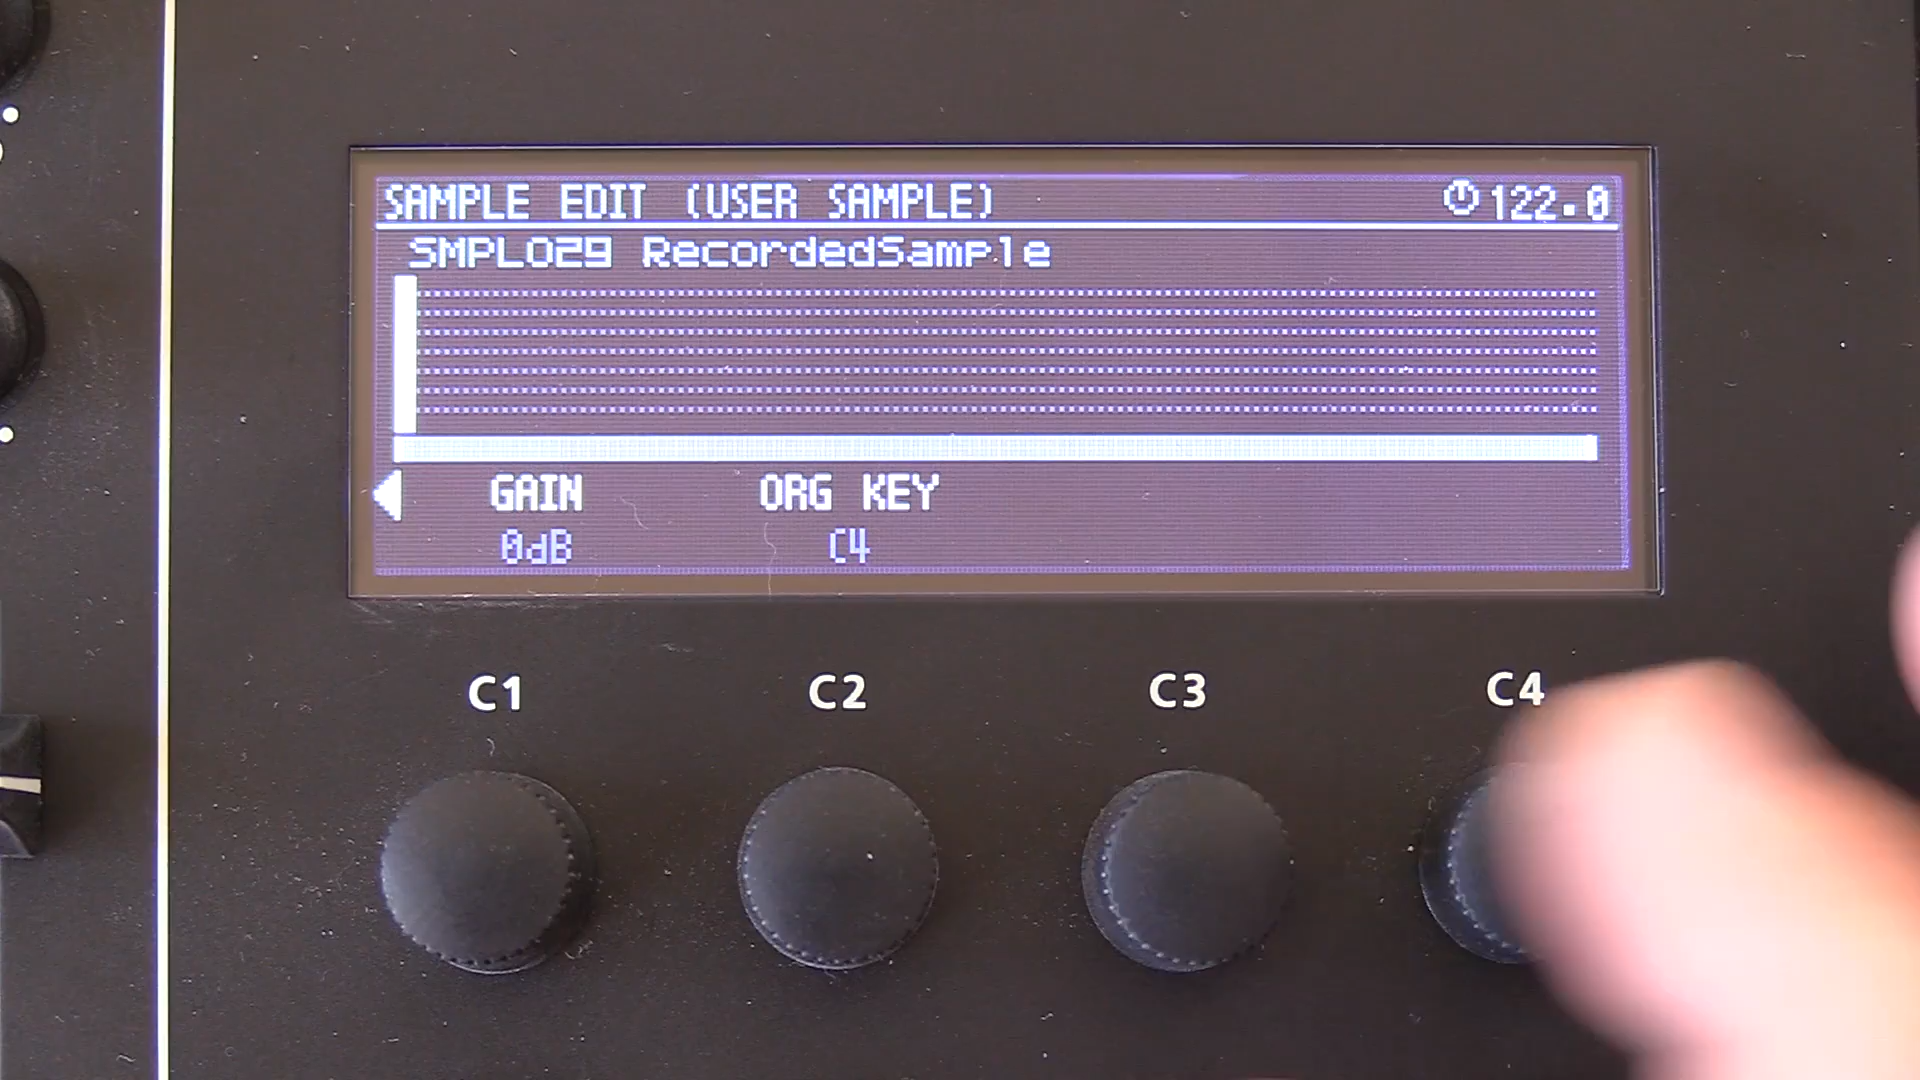 SAMPLE EDIT (USER SAMPLE) 122.0
SMPL029 RecordedSample
GAIN ORG KEY
0dB C4
C1 C2 C3 C4